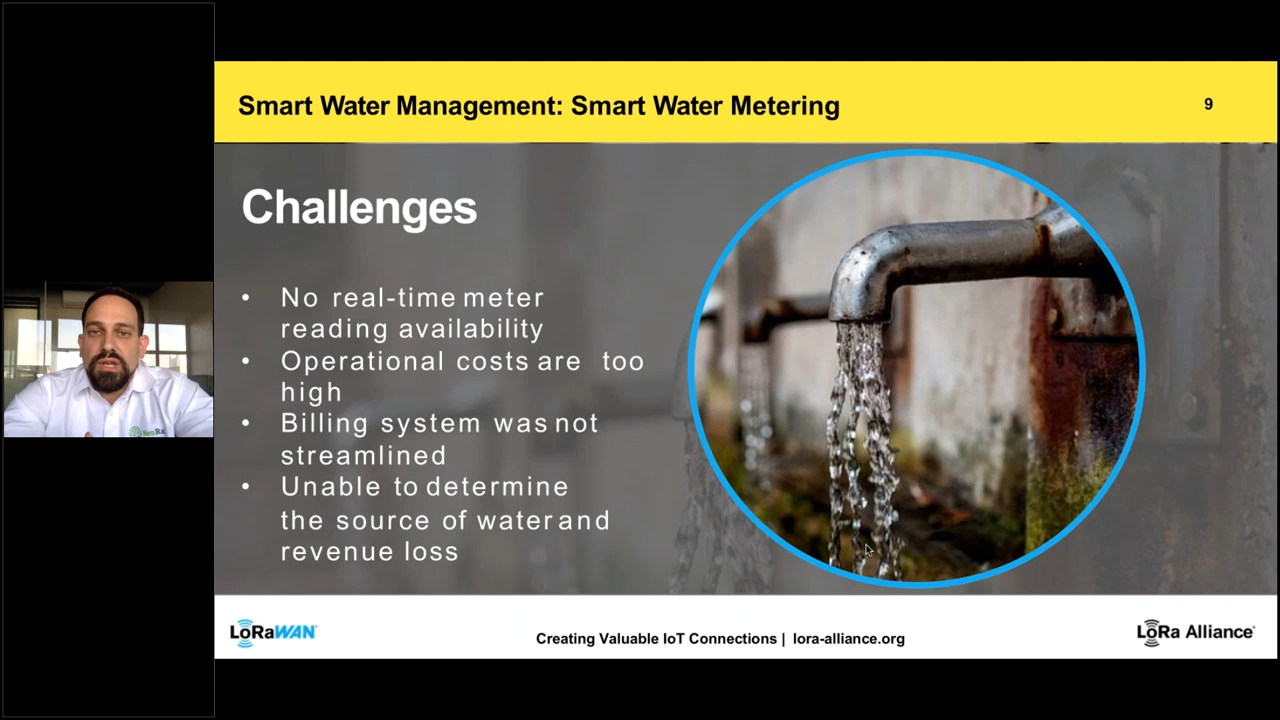 Smart Water Management: Smart Water Metering
9
Challenges
• No real-time meter
reading availability
• Operational costs are too
high
• Billing system was not
streamlined
• Unable to determine
the source of water and
revenue loss
LoRaWAN
Creating Valuable IoT Connections | lora-alliance.org
LoRa Alliance